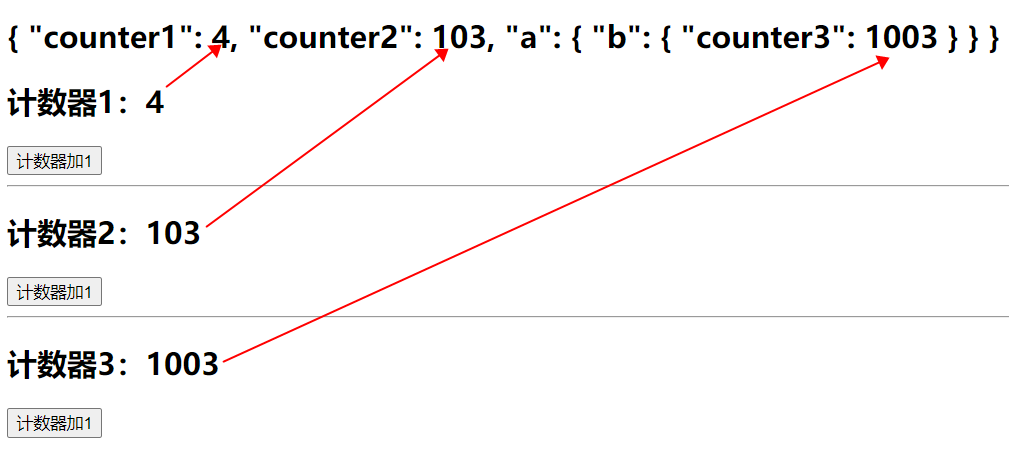 { "counter1": 4, "counter2": 103, "a": { "b": { "counter3": 1003 } } }
计数器1：4
计数器加1
计数器2：103
计数器加1
计数器3：1003
计数器加1